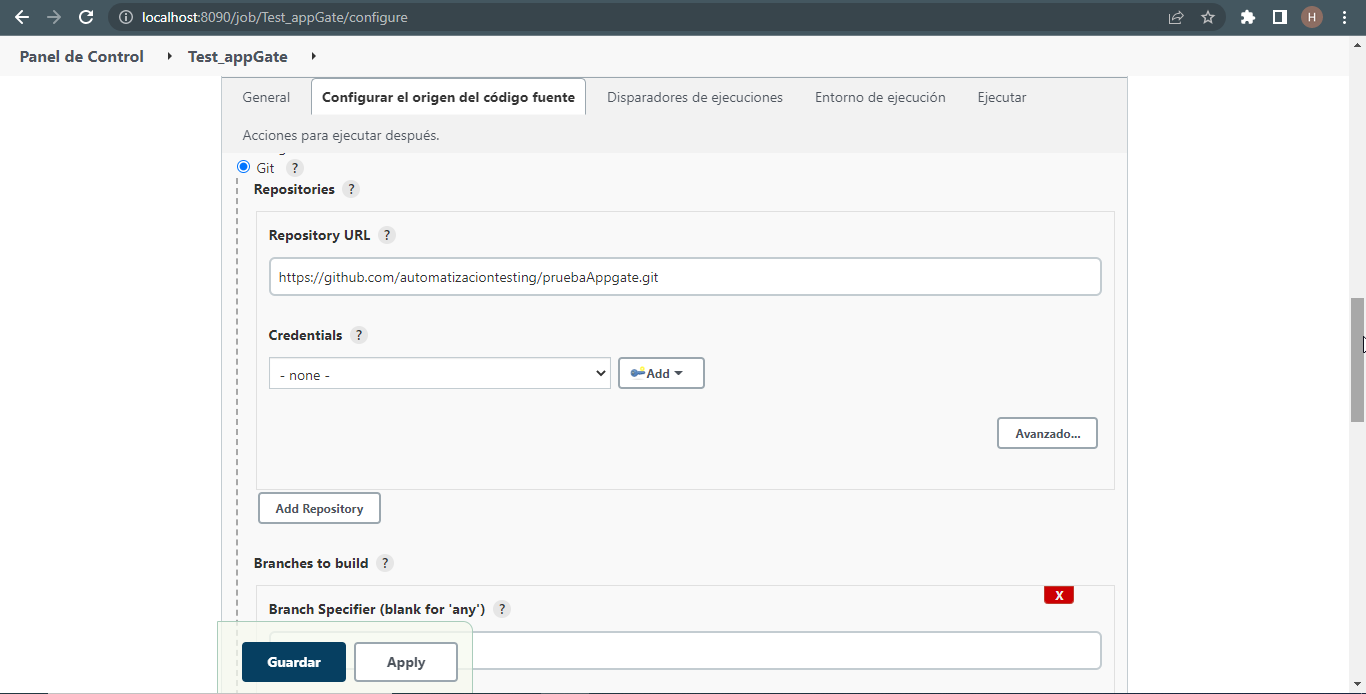 localhost:8090/job/Test_appGate/configure
H
Panel de Control
Test_appGate
General
Configurar el origen del código fuente
Disparadores de ejecuciones
Entorno de ejecución
Ejecutar
Acciones para ejecutar después.
Git ?
Repositories ?
Repository URL ?
https://github.com/automatizaciontesting/pruebaAppgate.git
Credentials ?
- none -
Add
Avanzado...
Add Repository
Branches to build ?
X
Branch Specifier (blank for 'any') ?
Guardar
Apply